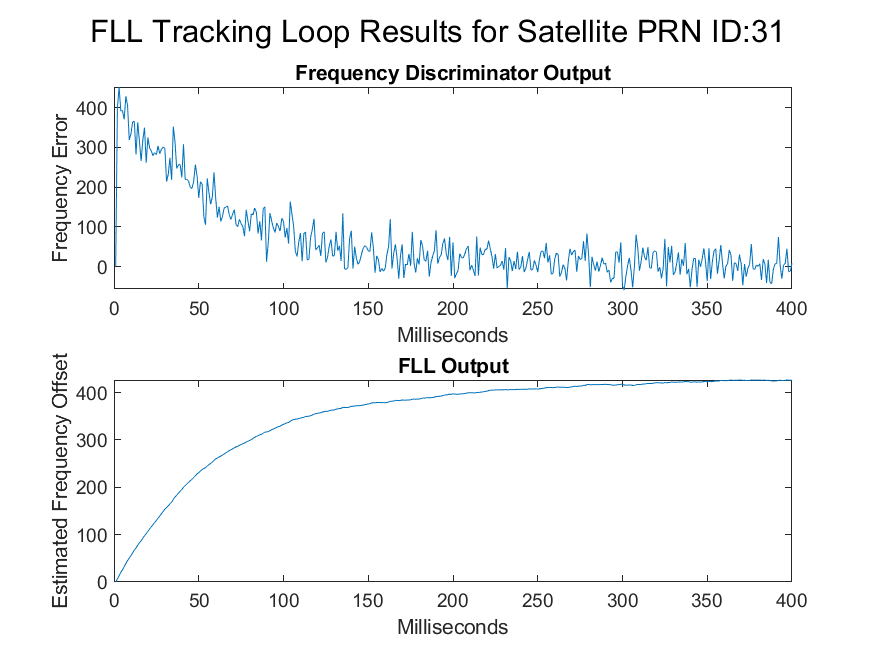 FLL Tracking Loop Results for Satellite PRN ID:31
Frequency Discriminator Output
Frequency Error
400
300
200
100
0
0 50 100 150 200 250 300 350 400
Milliseconds
FLL Output
Estimated Frequency Offset
400
300
200
100
0
0 50 100 150 200 250 300 350 400
Milliseconds